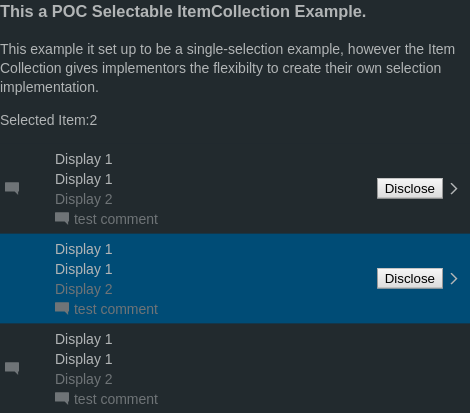 This a POC Selectable ItemCollection Example.
This example it set up to be a single-selection example, however the Item
Collection gives implementors the flexibilty to create their own selection
implementation.
Selected Item:2
Display 1
Display 1
Disclose
Display 2
test comment
Display 1
Display 1
Disclose
Display 2
test comment
Display 1
Display 1
Display 2
test comment